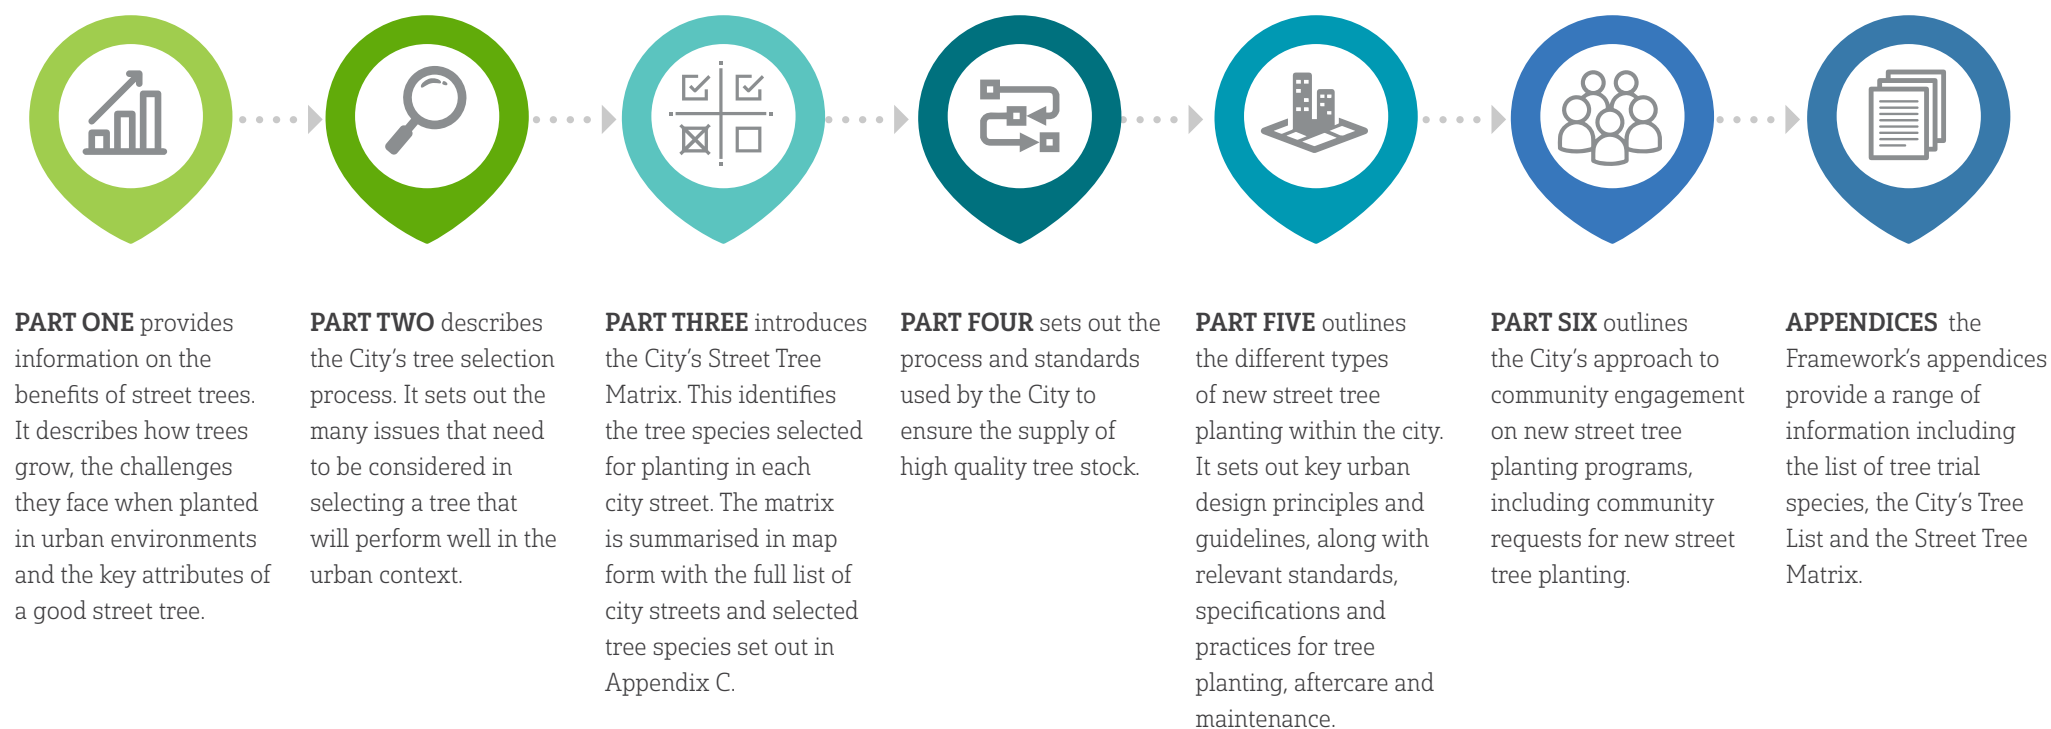 PART ONE provides
information on the
benefits of street trees.
It describes how trees
grow, the challenges
they face when planted
in urban environments
and the key attributes of
a good street tree.
PART TWO describes
the City's tree selection
process. It sets out the
many issues that need
to be considered in
selecting a tree that
will perform well in the
urban context.
PART THREE introduces
the City's Street Tree
Matrix. This identifies
the tree species selected
for planting in each
city street. The matrix
is summarised in map
form with the full list of
city streets and selected
tree species set out in
Appendix C.
PART FOUR sets out the
process and standards
used by the City to
ensure the supply of
high quality tree stock.
PART FIVE outlines
the different types
of new street tree
planting within the city.
It sets out key urban
design principles and
guidelines, along with
relevant standards,
specifications and
practices for tree
planting, aftercare and
maintenance.
PART SIX outlines
the City's approach to
community engagement
on new street tree
planting programs,
including community
requests for new street
tree planting.
APPENDICES the
Framework's appendices
provide a range of
information including
the list of tree trial
species, the City's Tree
List and the Street Tree
Matrix.